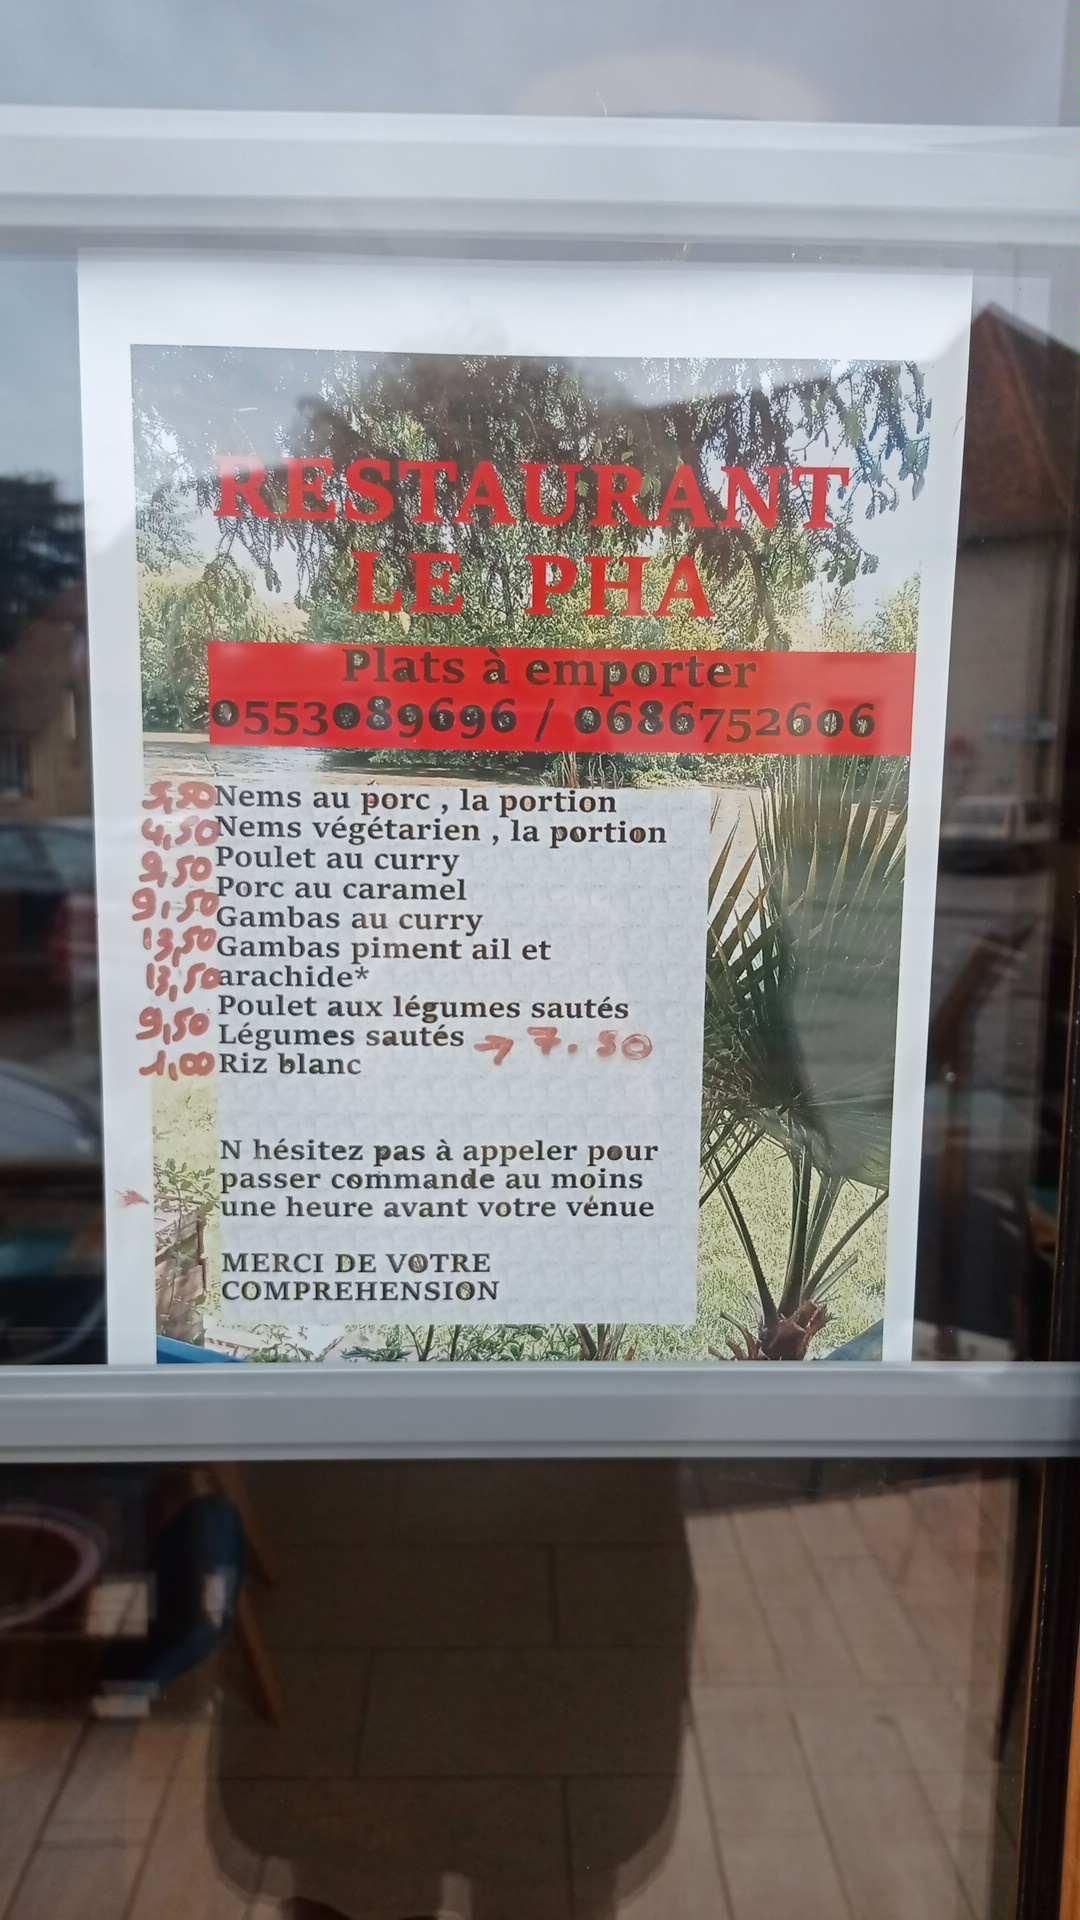 RESTAURANT
LE PHA
Plats à emporter
0553089696 / 0686752606
5,50 Nems au porc , la portion
4,50 Nems végétarien , la portion
9,50 Poulet au curry
9,50 Porc au caramel
13,50 Gambas au curry
13,50 Gambas piment ail et
arachide*
9,50 Poulet aux légumes sautés
Légumes sautés → 7.50
1,00 Riz blanc
N hésitez pas à appeler pour
passer commande au moins
une heure avant votre vénue
MERCI DE VOTRE
COMPREHENSION